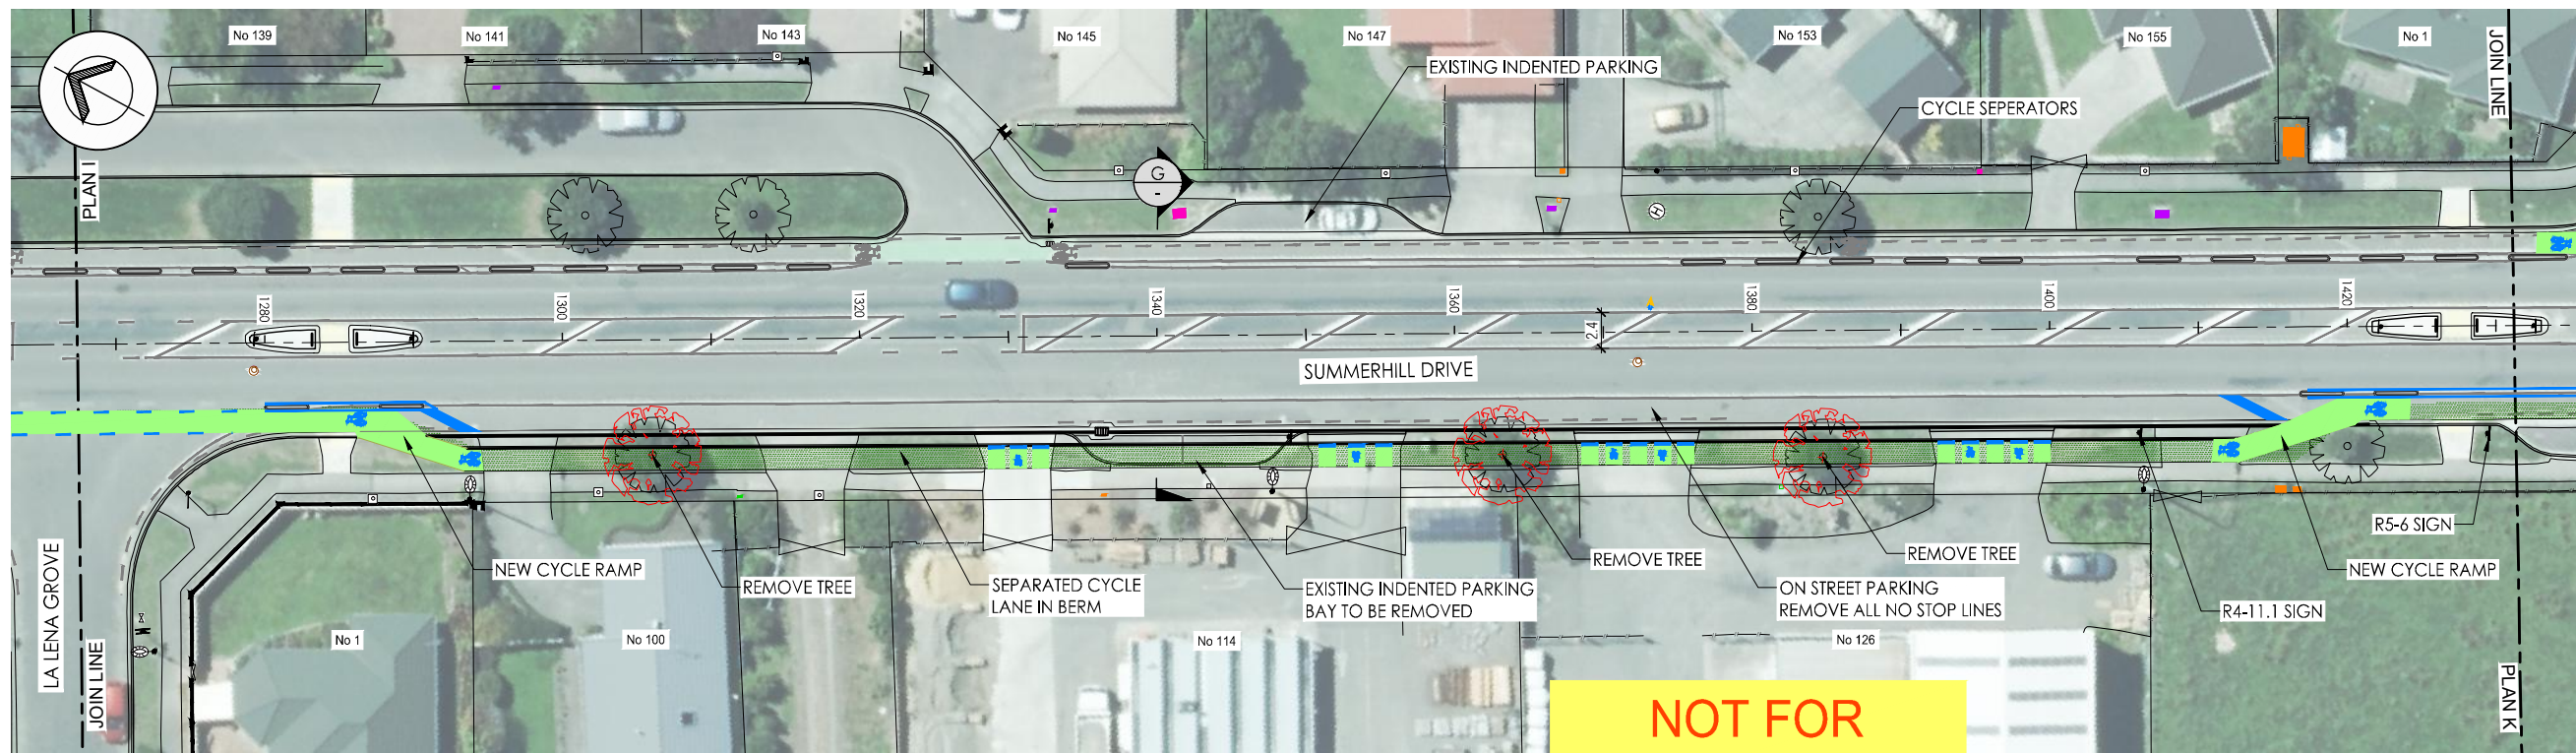 No 139
No 141
No 143
No 145
No 147
No 153
No 155
No 1
JOIN LINE
EXISTING INDENTED PARKING
CYCLE SEPERATORS
PLAN I
G
-
1280
1300
1320
1340
1360
1380
1400
1420
2.4
SUMMERHILL DRIVE
R5-6 SIGN
LA LENA GROVE
JOIN LINE
NEW CYCLE RAMP
REMOVE TREE
SEPARATED CYCLE
LANE IN BERM
EXISTING INDENTED PARKING
BAY TO BE REMOVED
REMOVE TREE
REMOVE TREE
ON STREET PARKING
REMOVE ALL NO STOP LINES
NEW CYCLE RAMP
R4-11.1 SIGN
No 1
No 100
No 114
No 126
PLAN K
NOT FOR
H